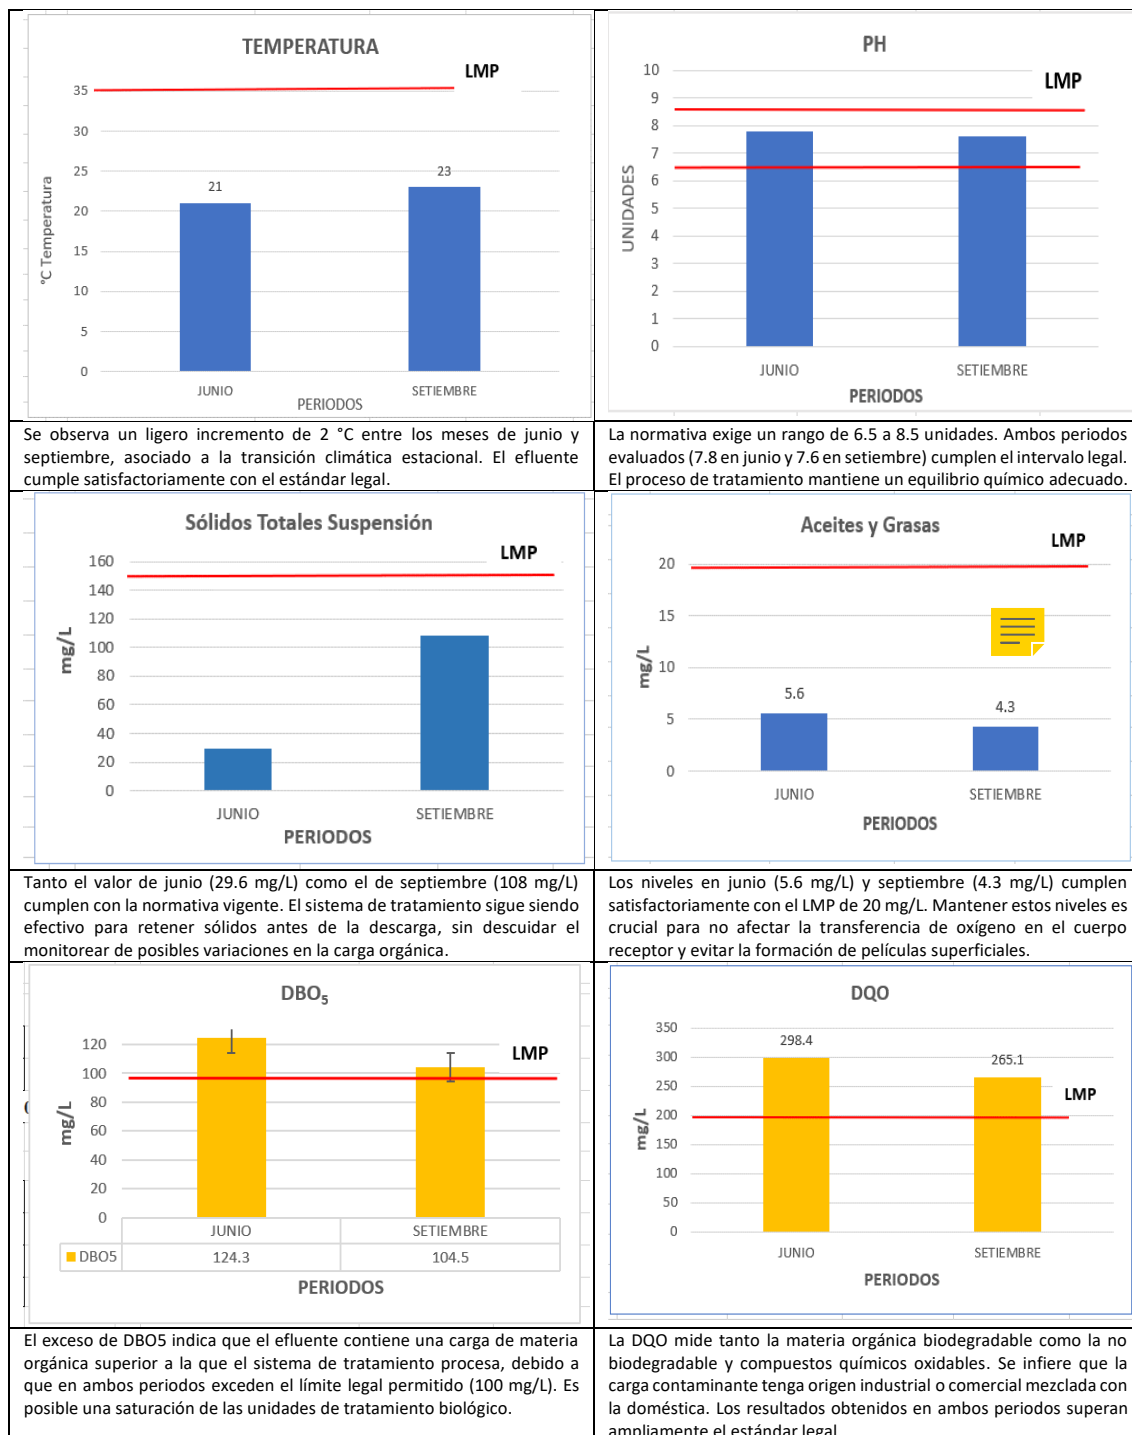 TEMPERATURA
LMP
35
30
25
20
15
10
5
0
21
23
°C Temperatura
JUNIO
SETIEMBRE
PERIODOS
PH
LMP
10
9
8
7
6
5
4
3
2
1
0
UNIDADES
JUNIO
SETIEMBRE
PERIODOS
Se observa un ligero incremento de 2 °C entre los meses de junio y
septiembre, asociado a la transición climática estacional. El efluente
cumple satisfactoriamente con el estándar legal.
La normativa exige un rango de 6.5 a 8.5 unidades. Ambos periodos
evaluados (7.8 en junio y 7.6 en setiembre) cumplen el intervalo legal.
El proceso de tratamiento mantiene un equilibrio químico adecuado.
Sólidos Totales Suspensión
LMP
160
140
120
100
80
60
40
20
0
mg/L
JUNIO
SETIEMBRE
PERIODOS
Aceites y Grasas
LMP
20
15
10
5
0
5.6
4.3
mg/L
JUNIO
SETIEMBRE
PERIODOS
Tanto el valor de junio (29.6 mg/L) como el de septiembre (108 mg/L)
cumplen con la normativa vigente. El sistema de tratamiento sigue siendo
efectivo para retener sólidos antes de la descarga, sin descuidar el
monitorear de posibles variaciones en la carga orgánica.
Los niveles en junio (5.6 mg/L) y septiembre (4.3 mg/L) cumplen
satisfactoriamente con el LMP de 20 mg/L. Mantener estos niveles es
crucial para no afectar la transferencia de oxígeno en el cuerpo
receptor y evitar la formación de películas superficiales.
DBO₅
LMP
120
100
80
60
40
20
0
mg/L
JUNIO
SETIEMBRE
DBO5
124.3
104.5
PERIODOS
DQO
350
300
250
200
150
100
50
0
298.4
265.1
LMP
mg/L
JUNIO
SETIEMBRE
PERIODOS
El exceso de DBO5 indica que el efluente contiene una carga de materia
orgánica superior a la que el sistema de tratamiento procesa, debido a
que en ambos periodos exceden el límite legal permitido (100 mg/L). Es
posible una saturación de las unidades de tratamiento biológico.
La DQO mide tanto la materia orgánica biodegradable como la no
biodegradable y compuestos químicos oxidables. Se infiere que la
carga contaminante tenga origen industrial o comercial mezclada con
la doméstica. Los resultados obtenidos en ambos periodos superan
ampliamente el estándar legal